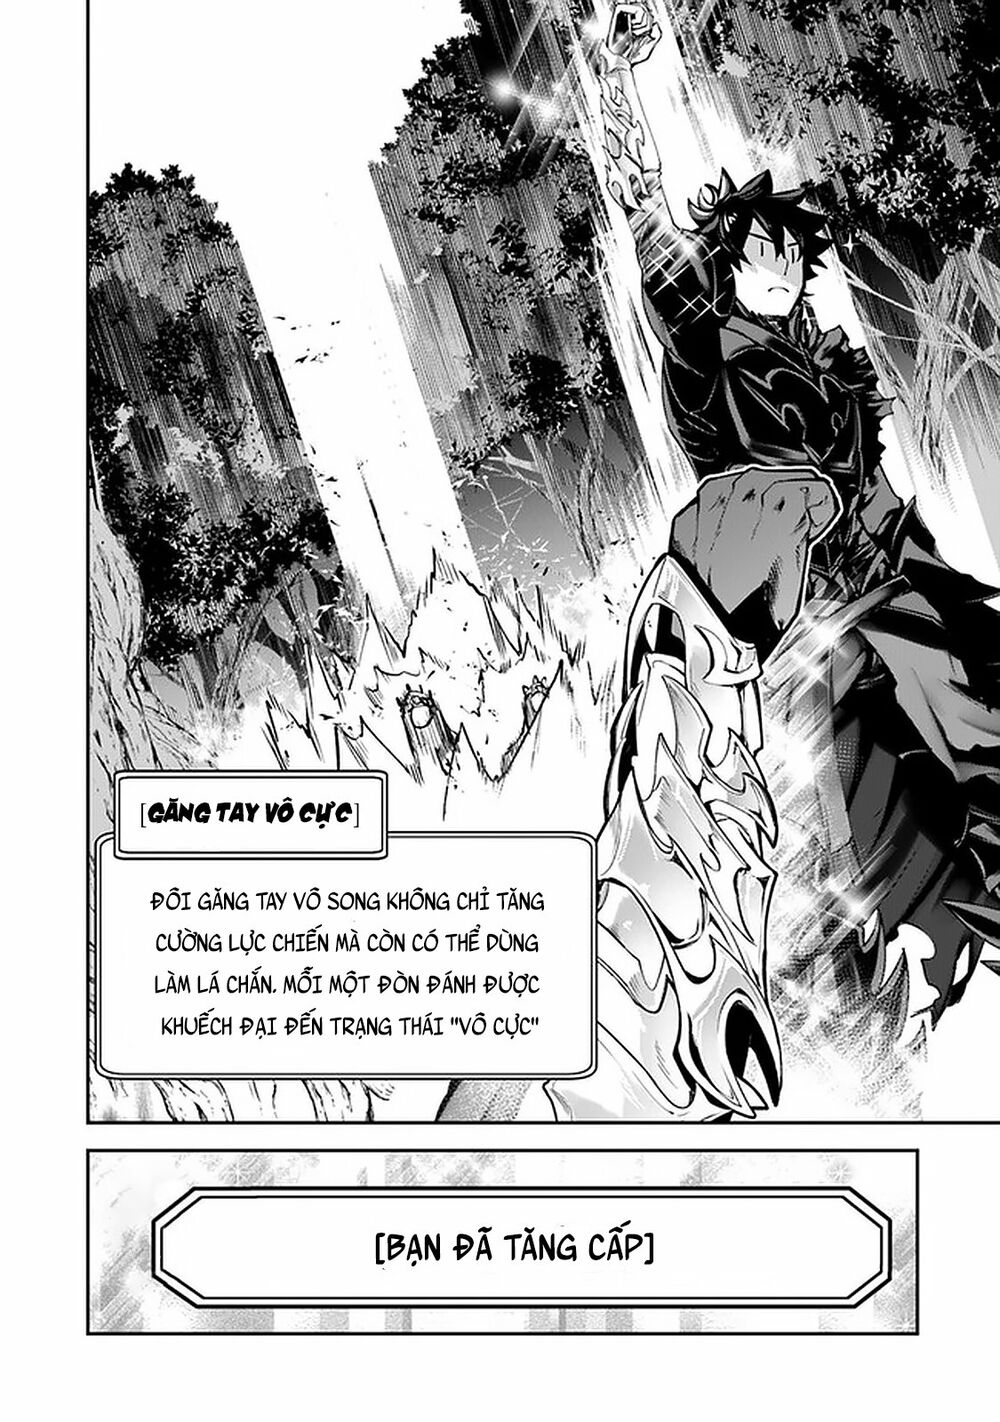 [GĂNG TAY VÔ CỰC]
ĐÔI GĂNG TAY VÔ SONG KHÔNG CHỈ TĂNG
CƯỜNG LỰC CHIẾN MÀ CÒN CÓ THỂ DÙNG
LÀM LÁ CHẮN. MỖI MỘT ĐÒN ĐÁNH ĐƯỢC
KHUẾCH ĐẠI ĐẾN TRẠNG THÁI "VÔ CỰC"
[BẠN ĐÃ TĂNG CẤP]